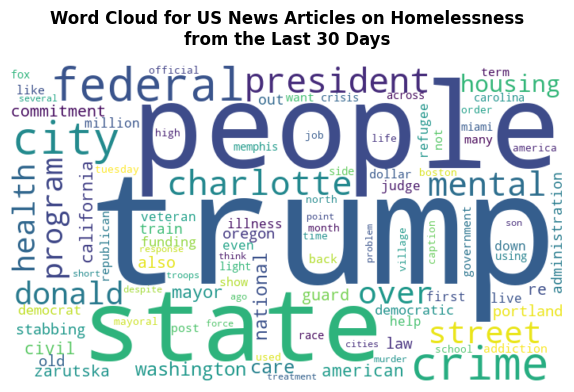 Word Cloud for US News Articles on Homelessness
from the Last 30 Days
fox
official
like
several
federal
president
housing
term
carolina
across
out
want
crisis
order
commitment
million
people
refugee
not
miami
many
america
city
high
memphis
job
life
dollar
judge
boston
side
tuesday
health
program
california
republican
charlotte
mental
trump
veteran
train
funding
response
illness
oregon
month
even
north
point
time
problem
village
caption
government
son
down
using
administration
also
light
think
back
national
show
short
troops
despite
ago
donald
mayor
guard
over
first
live
re
portland
democrat
mayoral
post
force
state
race
cities
democratic
help
law
street
stabbing
civil
old
zarutska
washington
used
care
treatment
american
murder
school
addiction
crime